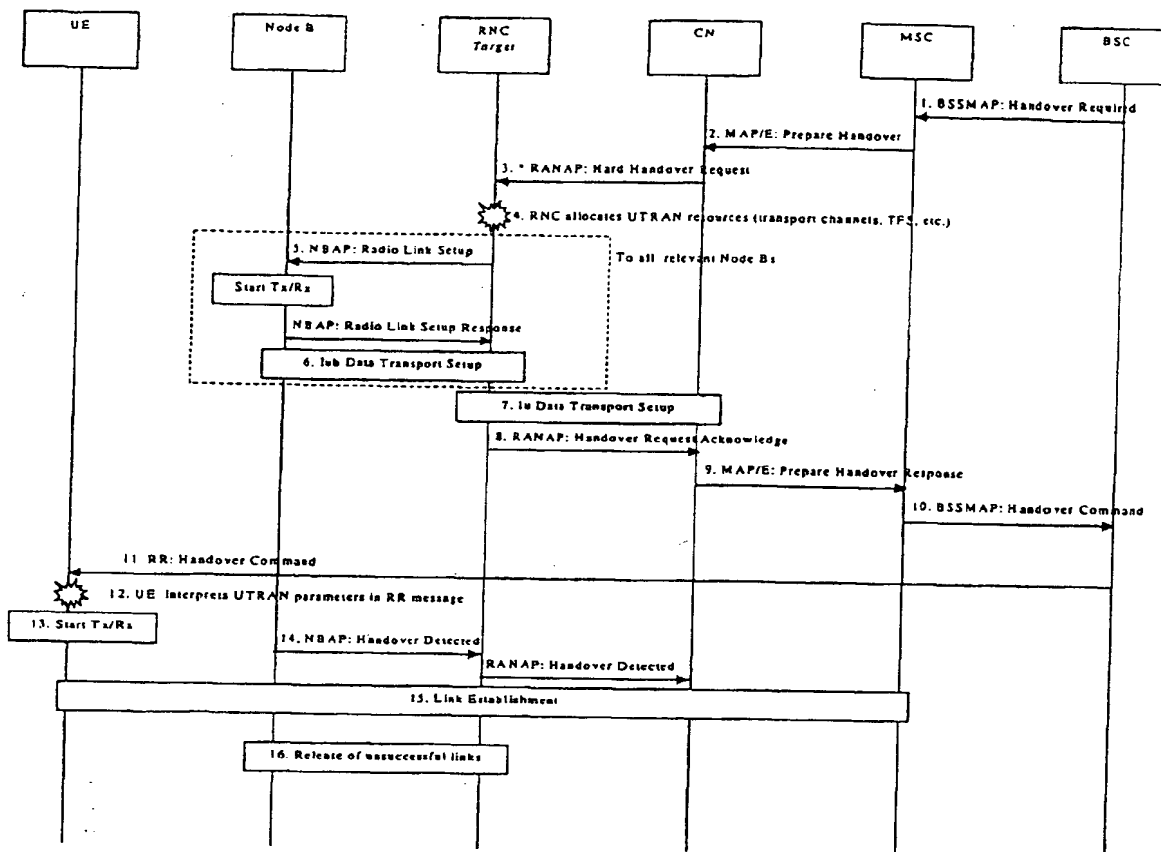 UE
Node B
RNC
Target
CN
MSC
BSC
1. BSSMAP: Handover Required
2. MAP/E: Prepare Handover
3. * RANAP: Hard Handover Request
4. RNC allocates UTRAN resources (transport channels, TFS, etc.)
5. NBAP: Radio Link Setup
To all relevant Node Bs
Start Tx/Rx
NBAP: Radio Link Setup Response
6. Iub Data Transport Setup
7. Iu Data Transport Setup
8. RANAP: Handover Request Acknowledge
9. MAP/E: Prepare Handover Response
10. BSSMAP: Handover Command
11 RR: Handover Command
12. UE Interprets UTRAN parameters in RR message
13. Start Tx/Rx
14. NBAP: Handover Detected
RANAP: Handover Detected
15. Link Establishment
16. Release of unsuccessful links